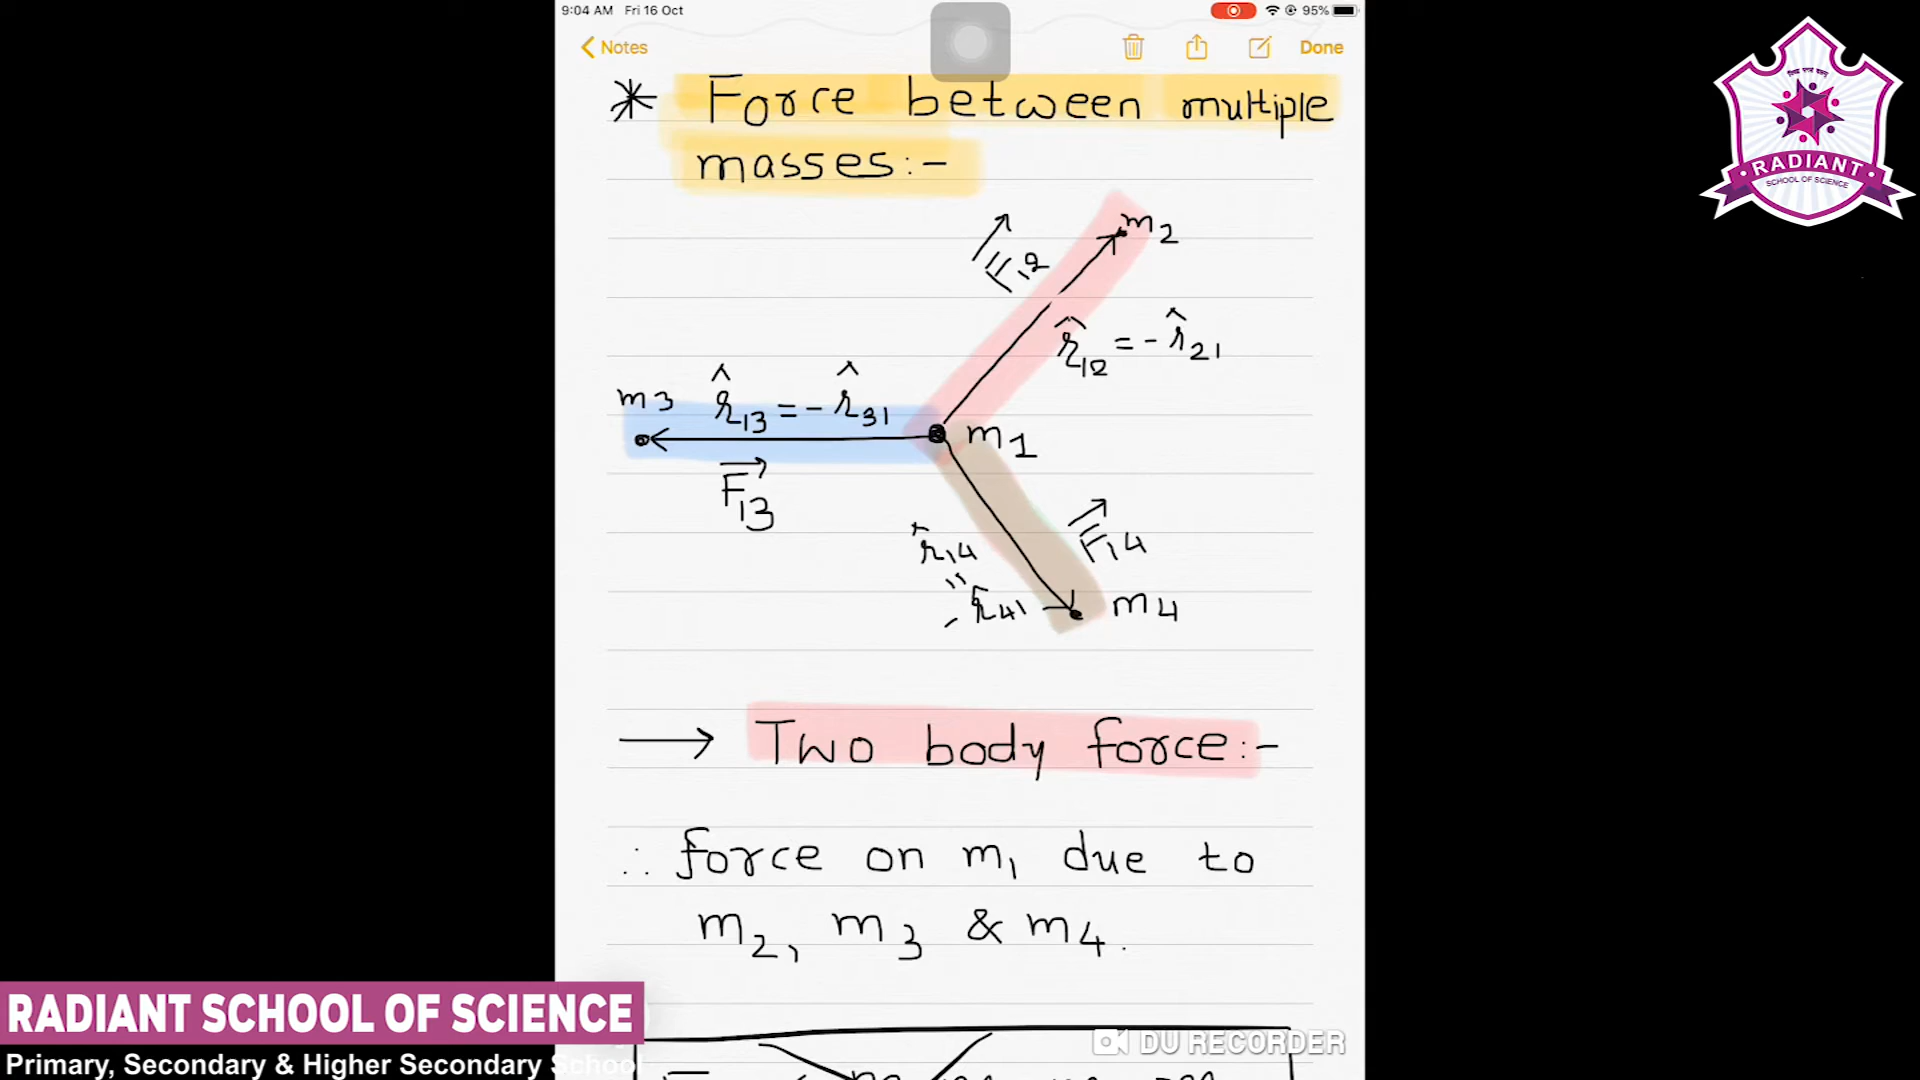 9:04 AM Fri 16 Oct 95%
Notes Done
* Force between multiple
masses:-
RADIANT
SCHOOL OF SCIENCE
m2
F12
r̂12 = - r̂21
m3 r̂13 = - r̂31
m1
F13
F14
r̂14
=
- r̂41
m4
→ Two body force:-
∴ force on m1 due to
m2, m3 & m4.
RADIANT SCHOOL OF SCIENCE
DU RECORDER
Primary, Secondary & Higher Secondary School